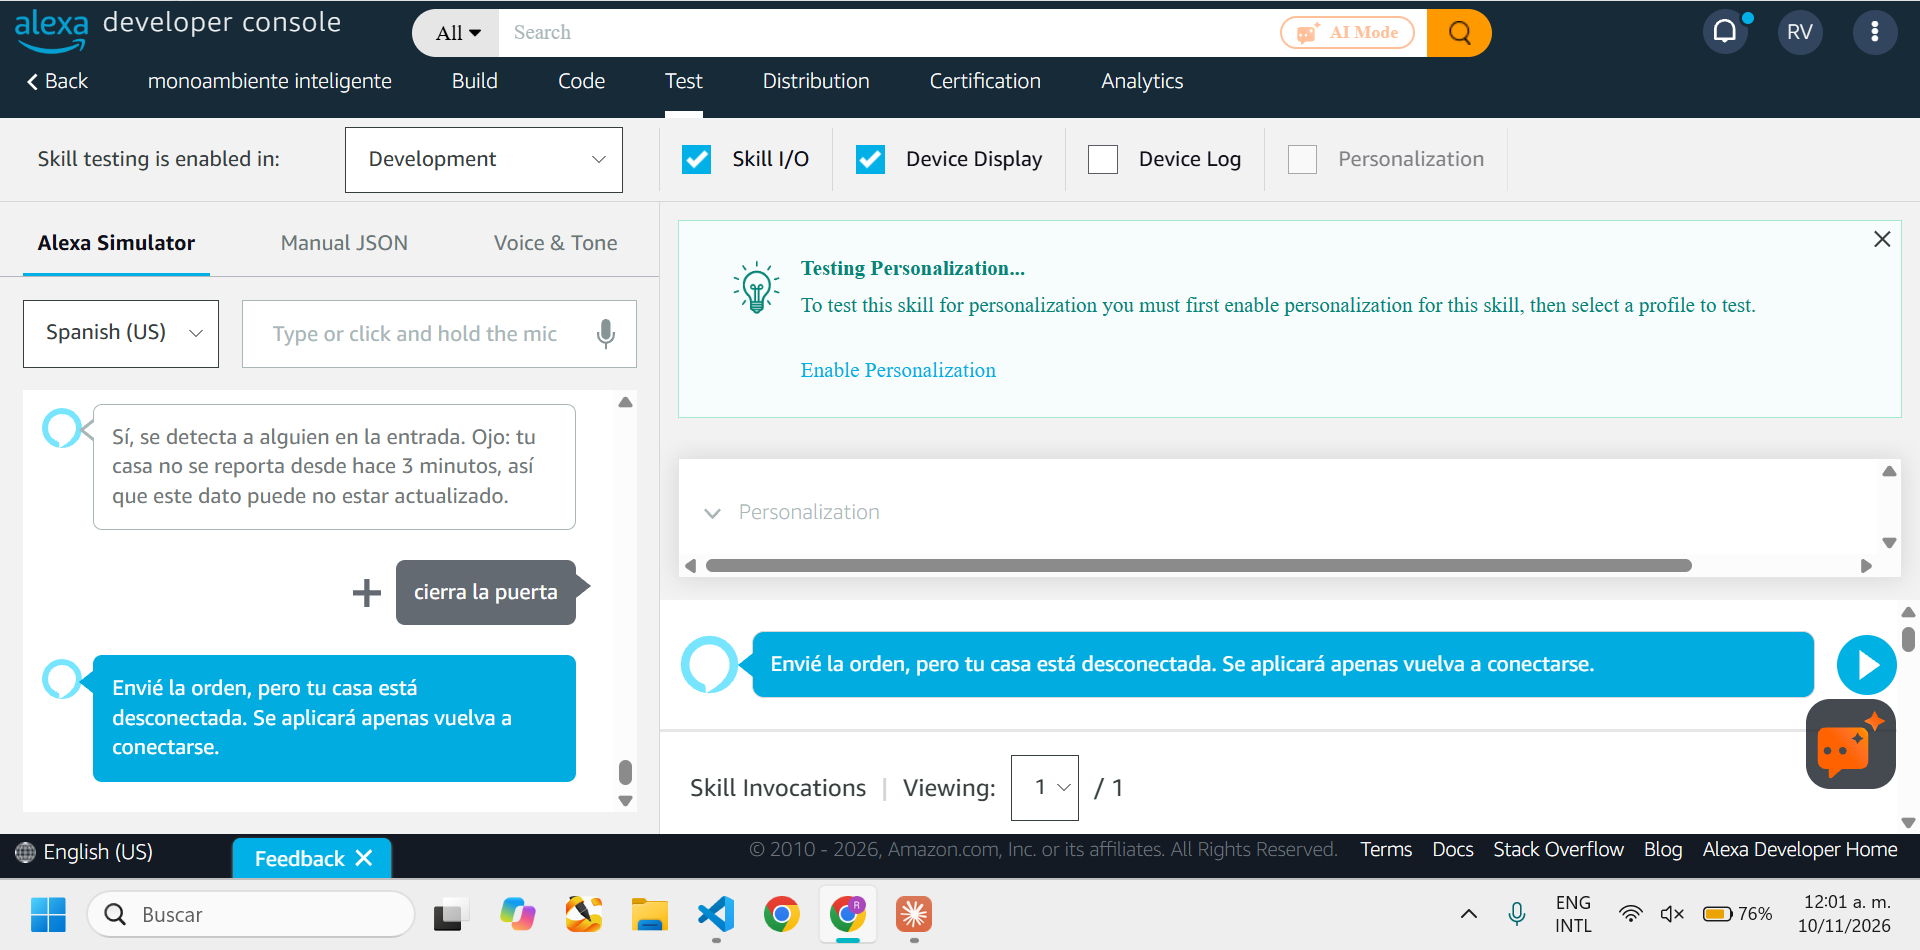 alexa developer console
All
Search
AI Mode
RV
Back
monoambiente inteligente
Build
Code
Test
Distribution
Certification
Analytics
Skill testing is enabled in:
Development
Skill I/O
Device Display
Device Log
Personalization
Alexa Simulator
Manual JSON
Voice & Tone
Spanish (US)
Type or click and hold the mic
Sí, se detecta a alguien en la entrada. Ojo: tu
casa no se reporta desde hace 3 minutos, así
que este dato puede no estar actualizado.
cierra la puerta
Envié la orden, pero tu casa está
desconectada. Se aplicará apenas vuelva a
conectarse.
Testing Personalization...
To test this skill for personalization you must first enable personalization for this skill, then select a profile to test.
Enable Personalization
Personalization
Envié la orden, pero tu casa está desconectada. Se aplicará apenas vuelva a conectarse.
Skill Invocations | Viewing: 1 / 1
English (US)
Feedback
© 2010 - 2026, Amazon.com, Inc. or its affiliates. All Rights Reserved.
Terms
Docs
Stack Overflow
Blog
Alexa Developer Home
Buscar
R
ENG
INTL
76%
12:01 a. m.
10/11/2026